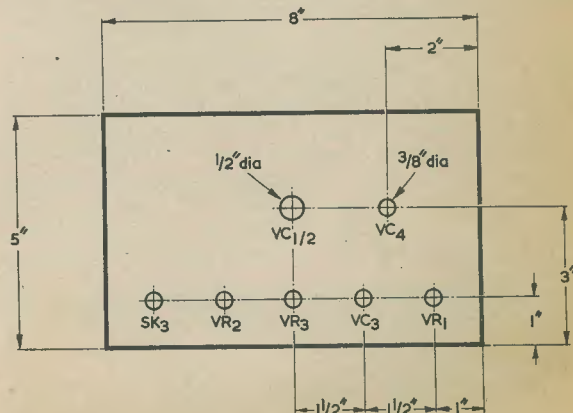 8"
2"
1/2" dia
3/8" dia
VC1/2
VC4
5"
3"
SK3
VR2
VR3
VC3
VR1
1"
1 1/2"
1 1/2"
1"